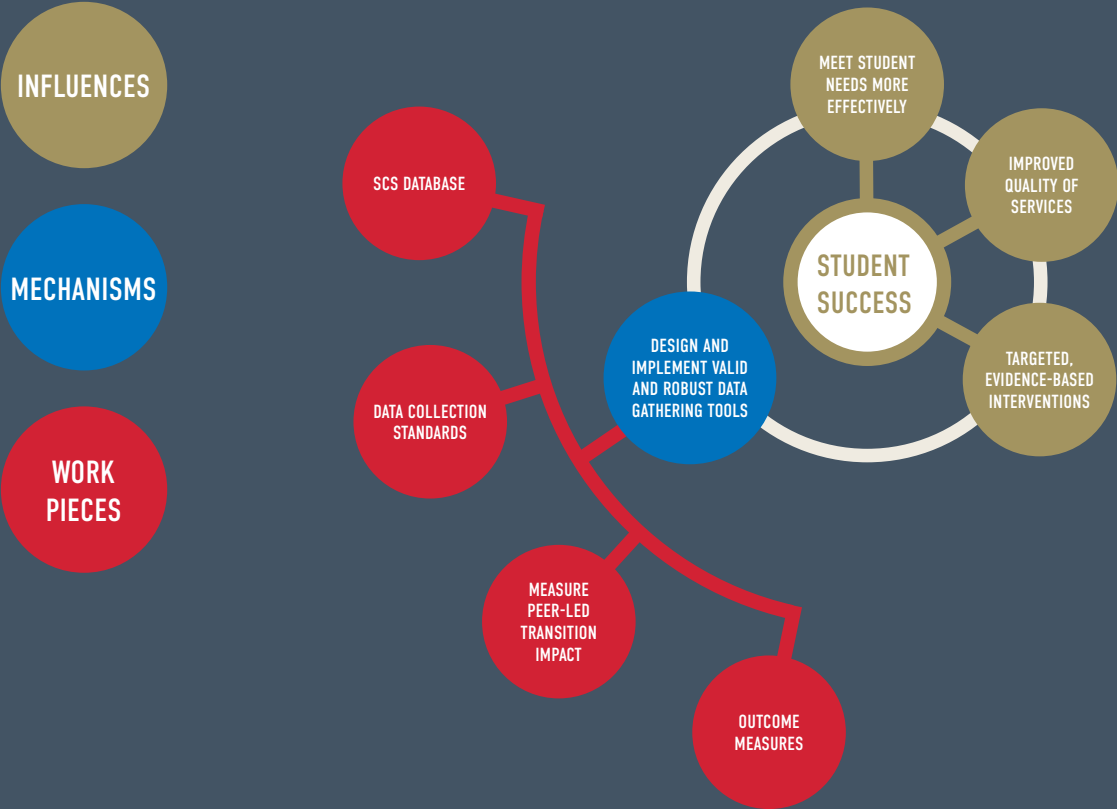 INFLUENCES
MECHANISMS
WORK
PIECES
SCS DATABASE
DATA COLLECTION
STANDARDS
MEASURE
PEER-LED
TRANSITION
IMPACT
OUTCOME
MEASURES
DESIGN AND
IMPLEMENT VALID
AND ROBUST DATA
GATHERING TOOLS
MEET STUDENT
NEEDS MORE
EFFECTIVELY
IMPROVED
QUALITY OF
SERVICES
TARGETED,
EVIDENCE-BASED
INTERVENTIONS
STUDENT
SUCCESS